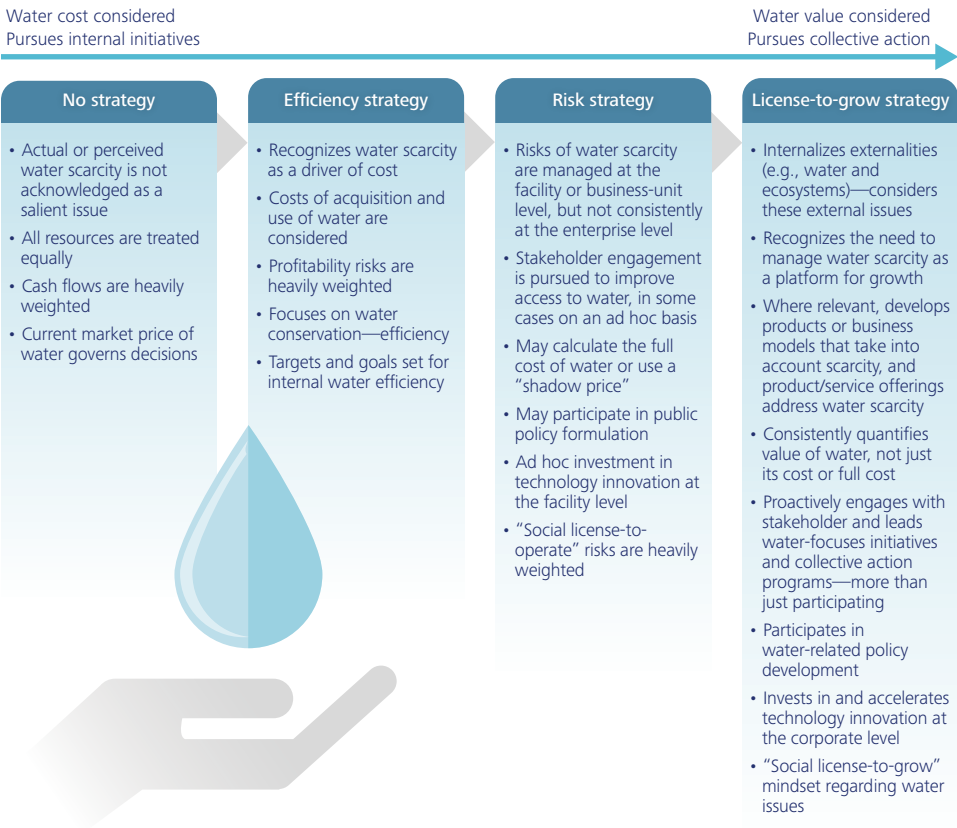 Water cost considered
Pursues internal initiatives
Water value considered
Pursues collective action
No strategy
• Actual or perceived
water scarcity is not
acknowledged as a
salient issue
• All resources are treated
equally
• Cash flows are heavily
weighted
• Current market price of
water governs decisions
Efficiency strategy
• Recognizes water scarcity
as a driver of cost
• Costs of acquisition and
use of water are
considered
• Profitability risks are
heavily weighted
• Focuses on water
conservation—efficiency
• Targets and goals set for
internal water efficiency
Risk strategy
• Risks of water scarcity
are managed at the
facility or business-unit
level, but not consistently
at the enterprise level
• Stakeholder engagement
is pursued to improve
access to water, in some
cases on an ad hoc basis
• May calculate the full
cost of water or use a
“shadow price”
• May participate in public
policy formulation
• Ad hoc investment in
technology innovation at
the facility level
• “Social license-to-
operate” risks are heavily
weighted
License-to-grow strategy
• Internalizes externalities
(e.g., water and
ecosystems)—considers
these external issues
• Recognizes the need to
manage water scarcity as
a platform for growth
• Where relevant, develops
products or business
models that take into
account scarcity, and
product/service offerings
address water scarcity
• Consistently quantifies
value of water, not just
its cost or full cost
• Proactively engages with
stakeholder and leads
water-focuses initiatives
and collective action
programs—more than
just participating
• Participates in
water-related policy
development
• Invests in and accelerates
technology innovation at
the corporate level
• “Social license-to-grow”
mindset regarding water
issues